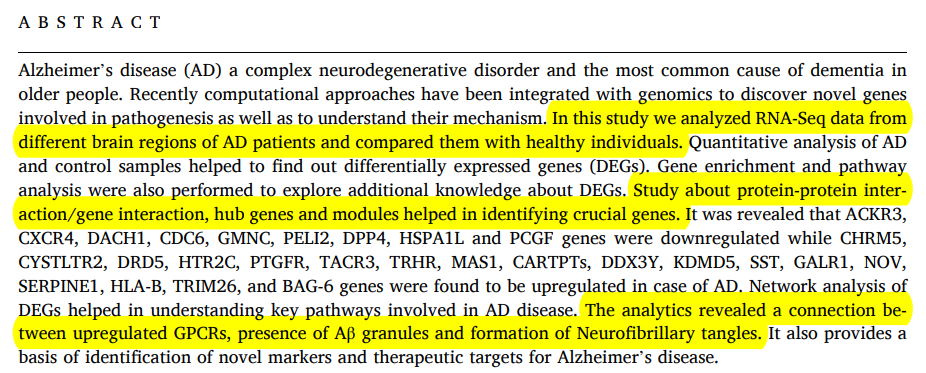 A B S T R A C T
Alzheimer's disease (AD) a complex neurodegenerative disorder and the most common cause of dementia in
older people. Recently computational approaches have been integrated with genomics to discover novel genes
involved in pathogenesis as well as to understand their mechanism. In this study we analyzed RNA-Seq data from
different brain regions of AD patients and compared them with healthy individuals. Quantitative analysis of AD
and control samples helped to find out differentially expressed genes (DEGs). Gene enrichment and pathway
analysis were also performed to explore additional knowledge about DEGs. Study about protein-protein inter-
action/gene interaction, hub genes and modules helped in identifying crucial genes. It was revealed that ACKR3,
CXCR4, DACH1, CDC6, GMNC, PELI2, DPP4, HSPA1L and PCGF genes were downregulated while CHRM5,
CYSTLTR2, DRD5, HTR2C, PTGFR, TACR3, TRHR, MAS1, CARTPTs, DDX3Y, KDMD5, SST, GALR1, NOV,
SERPINE1, HLA-B, TRIM26, and BAG-6 genes were found to be upregulated in case of AD. Network analysis of
DEGs helped in understanding key pathways involved in AD disease. The analytics revealed a connection be-
tween upregulated GPCRs, presence of Aβ granules and formation of Neurofibrillary tangles. It also provides a
basis of identification of novel markers and therapeutic targets for Alzheimer's disease.